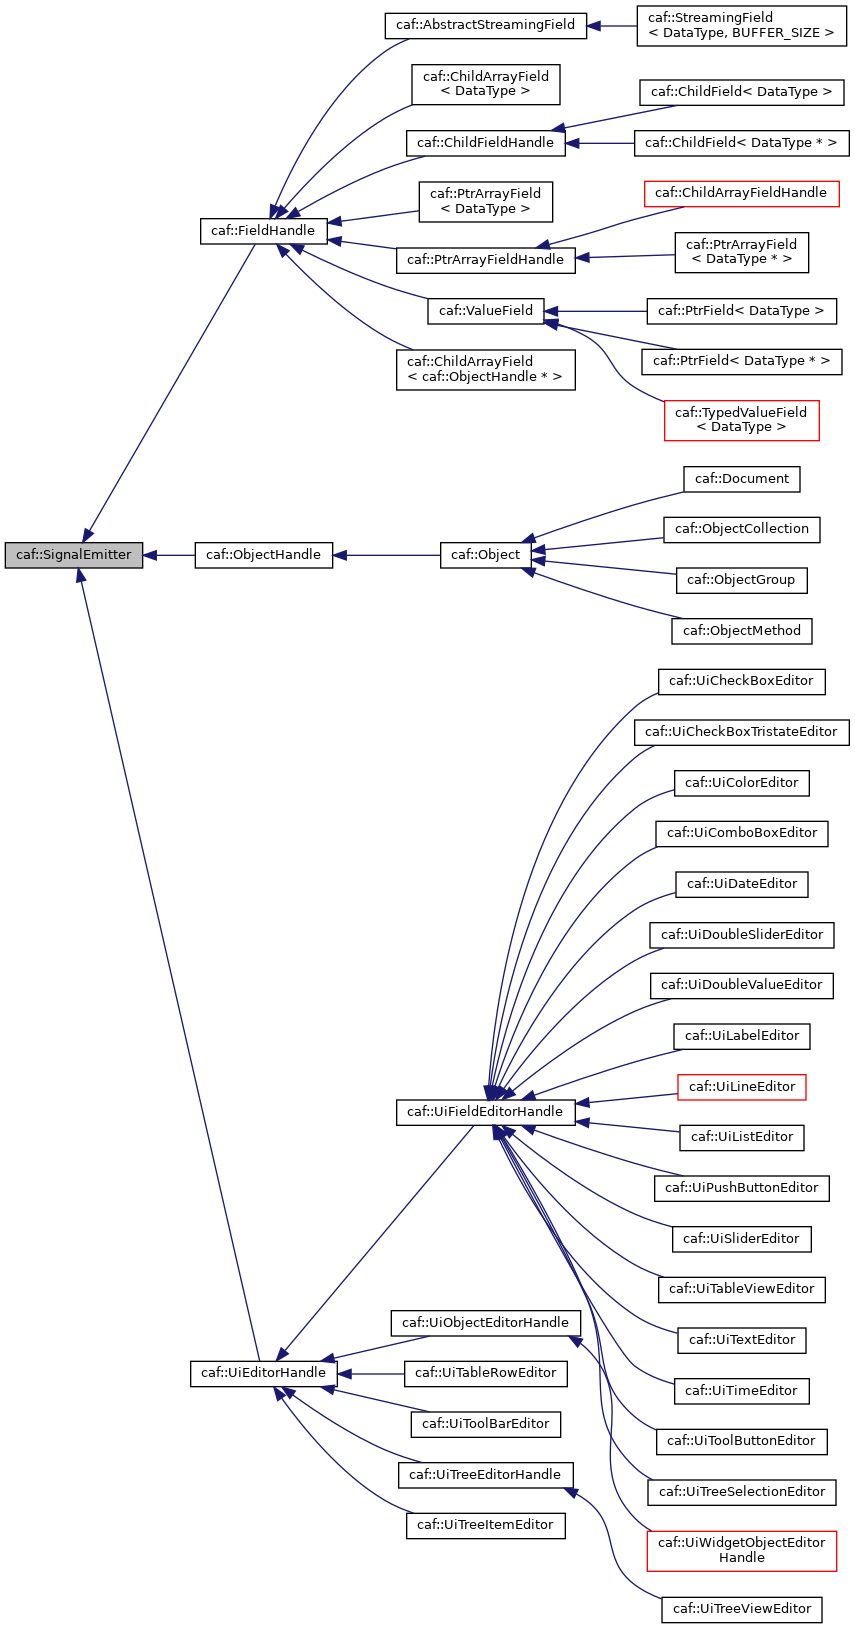 caf::AbstractStreamingField
caf::StreamingField
< DataType, BUFFER_SIZE >
caf::ChildArrayField
< DataType >
caf::ChildField< DataType >
caf::ChildFieldHandle
caf::ChildField< DataType * >
caf::PtrArrayField
< DataType >
caf::ChildArrayFieldHandle
caf::FieldHandle
caf::PtrArrayFieldHandle
caf::PtrArrayField
< DataType * >
caf::ValueField
caf::PtrField< DataType >
caf::ChildArrayField
< caf::ObjectHandle * >
caf::PtrField< DataType * >
caf::TypedValueField
< DataType >
caf::Document
caf::ObjectCollection
caf::SignalEmitter
caf::ObjectHandle
caf::Object
caf::ObjectGroup
caf::ObjectMethod
caf::UiCheckBoxEditor
caf::UiCheckBoxTristateEditor
caf::UiColorEditor
caf::UiComboBoxEditor
caf::UiDateEditor
caf::UiDoubleSliderEditor
caf::UiDoubleValueEditor
caf::UiLabelEditor
caf::UiLineEditor
caf::UiFieldEditorHandle
caf::UiListEditor
caf::UiPushButtonEditor
caf::UiSliderEditor
caf::UiTableViewEditor
caf::UiObjectEditorHandle
caf::UiTextEditor
caf::UiEditorHandle
caf::UiTableRowEditor
caf::UiTimeEditor
caf::UiToolBarEditor
caf::UiToolButtonEditor
caf::UiTreeEditorHandle
caf::UiTreeSelectionEditor
caf::UiTreeItemEditor
caf::UiWidgetObjectEditor
Handle
caf::UiTreeViewEditor